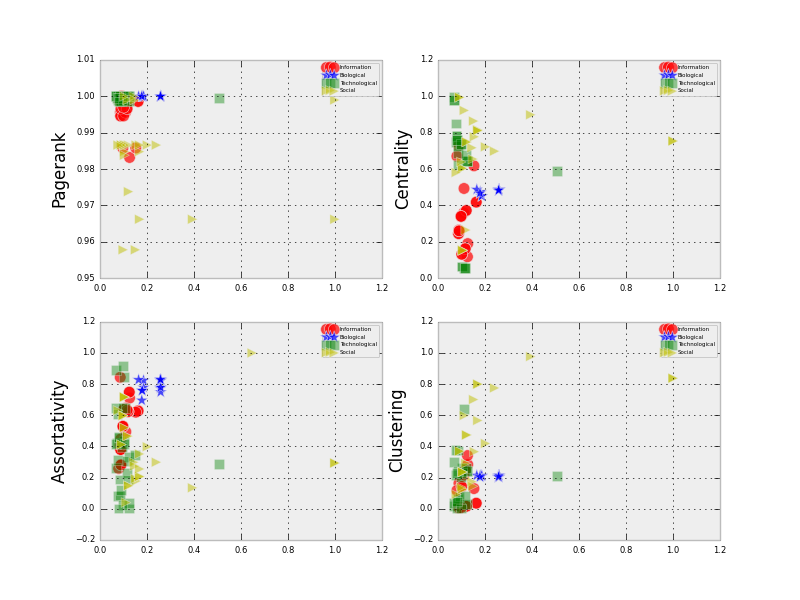 Pagerank
1.01
1.00
0.99
0.98
0.97
0.96
0.95
0.0 0.2 0.4 0.6 0.8 1.0 1.2
Information
Biological
Technological
Social
Centrality
1.2
1.0
0.8
0.6
0.4
0.2
0.0
0.0 0.2 0.4 0.6 0.8 1.0 1.2
Information
Biological
Technological
Social
Assortativity
1.2
1.0
0.8
0.6
0.4
0.2
0.0
−0.2
0.0 0.2 0.4 0.6 0.8 1.0 1.2
Information
Biological
Technological
Social
Clustering
1.2
1.0
0.8
0.6
0.4
0.2
0.0
−0.2
0.0 0.2 0.4 0.6 0.8 1.0 1.2
Information
Biological
Technological
Social